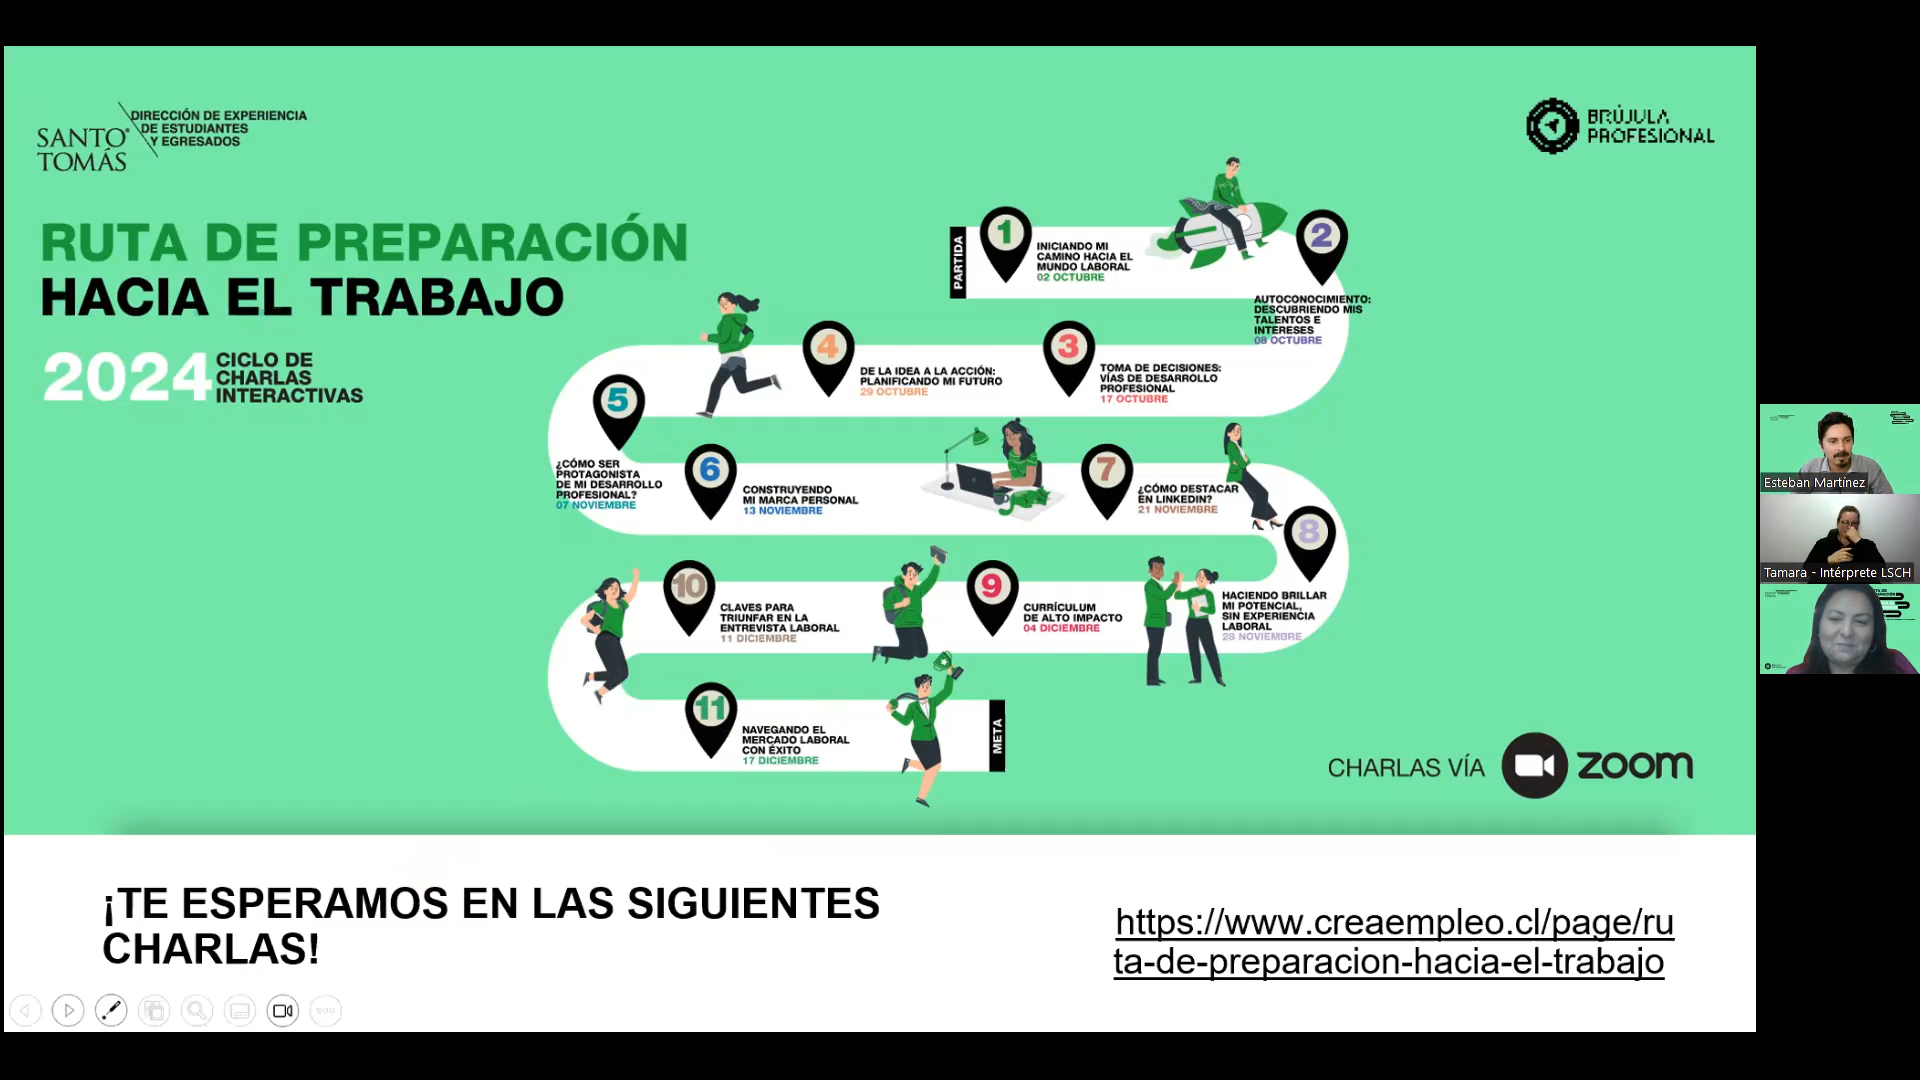 SANTO
TOMÁS
DIRECCIÓN DE EXPERIENCIA
DE ESTUDIANTES
Y EGRESADOS
BRÚJULA
PROFESIONAL
RUTA DE PREPARACIÓN
HACIA EL TRABAJO
2024
CICLO DE
CHARLAS
INTERACTIVAS
PARTIDA
1
INICIANDO MI
CAMINO HACIA EL
MUNDO LABORAL
02 OCTUBRE
2
AUTOCONOCIMIENTO:
DESCUBRIENDO MIS
TALENTOS E
INTERESES
08 OCTUBRE
3
TOMA DE DECISIONES:
VÍAS DE DESARROLLO
PROFESIONAL
17 OCTUBRE
4
DE LA IDEA A LA ACCIÓN:
PLANIFICANDO MI FUTURO
29 OCTUBRE
5
¿CÓMO SER
PROTAGONISTA
DE MI DESARROLLO
PROFESIONAL?
07 NOVIEMBRE
6
CONSTRUYENDO
MI MARCA PERSONAL
13 NOVIEMBRE
7
¿CÓMO DESTACAR
EN LINKEDIN?
21 NOVIEMBRE
8
HACIENDO BRILLAR
MI POTENCIAL,
SIN EXPERIENCIA
LABORAL
28 NOVIEMBRE
9
CURRÍCULUM
DE ALTO IMPACTO
04 DICIEMBRE
10
CLAVES PARA
TRIUNFAR EN LA
ENTREVISTA LABORAL
11 DICIEMBRE
11
NAVEGANDO EL
MERCADO LABORAL
CON ÉXITO
17 DICIEMBRE
META
CHARLAS VÍA
zoom
¡TE ESPERAMOS EN LAS SIGUIENTES
CHARLAS!
https://www.creaempleo.cl/page/ru
ta-de-preparacion-hacia-el-trabajo
Esteban Martínez
Tamara - Intérprete LSCH